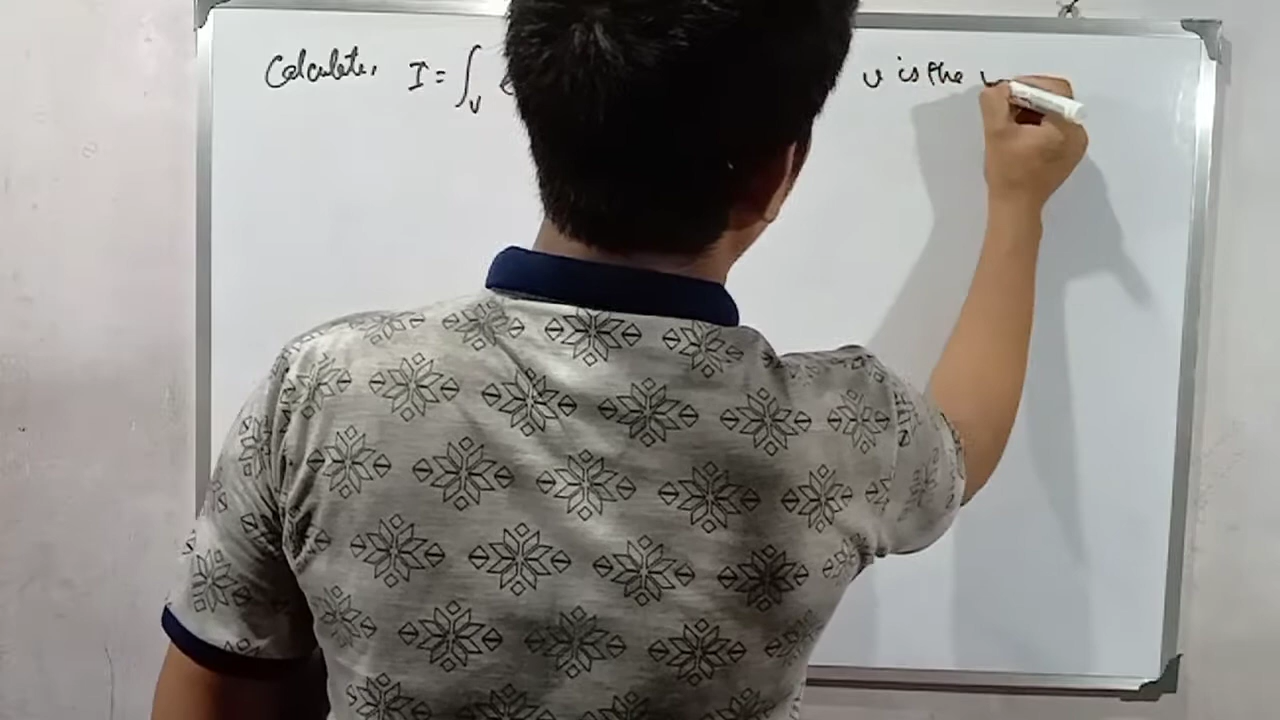 Calculate, I = ∫v v is the